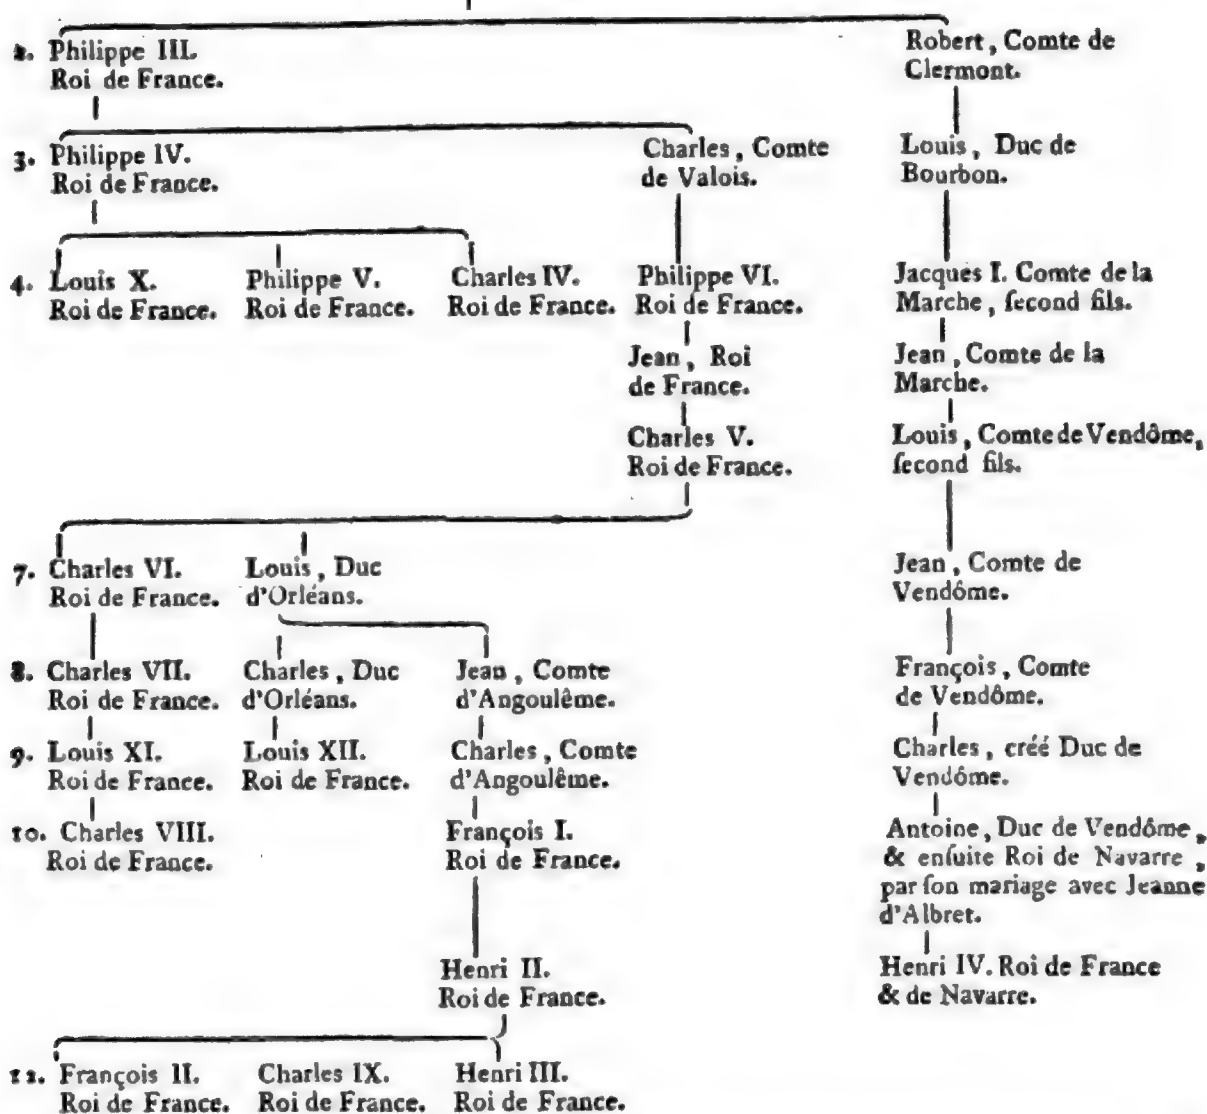 2. Philippe III.
Roi de France.
Robert, Comte de
Clermont.
3. Philippe IV.
Roi de France.
Charles, Comte
de Valois.
Louis, Duc de
Bourbon.
4. Louis X.
Roi de France.
Philippe V.
Roi de France.
Charles IV.
Roi de France.
Philippe VI.
Roi de France.
Jacques I. Comte de la
Marche, ſecond fils.
Jean, Roi
de France.
Jean, Comte de la
Marche.
Charles V.
Roi de France.
Louis, Comte de Vendôme,
ſecond fils.
7. Charles VI.
Roi de France.
Louis, Duc
d'Orléans.
Jean, Comte de
Vendôme.
8. Charles VII.
Roi de France.
Charles, Duc
d'Orléans.
Jean, Comte
d'Angoulême.
François, Comte
de Vendôme.
9. Louis XI.
Roi de France.
Louis XII.
Roi de France.
Charles, Comte
d'Angoulême.
Charles, créé Duc de
Vendôme.
10. Charles VIII.
Roi de France.
François I.
Roi de France.
Antoine, Duc de Vendôme,
& enſuite Roi de Navarre,
par ſon mariage avec Jeanne
d'Albret.
Henri II.
Roi de France.
Henri IV. Roi de France
& de Navarre.
12. François II.
Roi de France.
Charles IX.
Roi de France.
Henri III.
Roi de France.